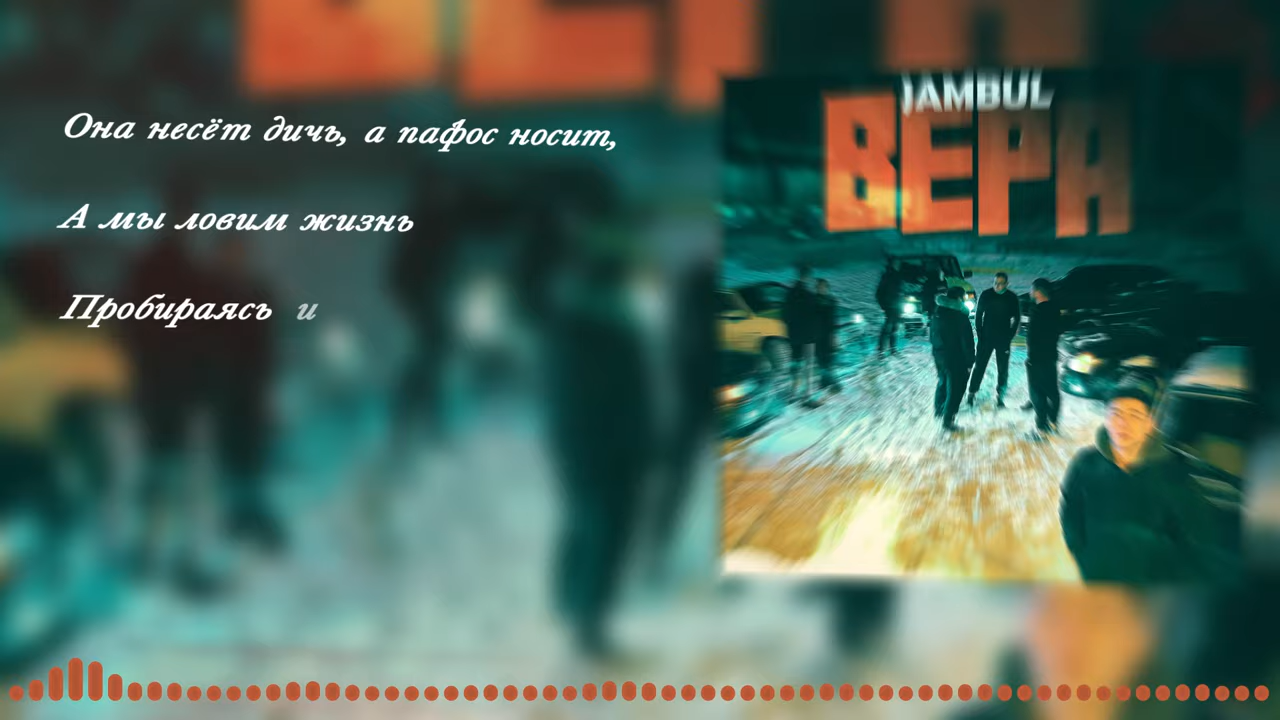 Она несёт дичь, а пафос носит,
А мы ловим жизнь
Пробираясь и
JAMBUL
ВЕРА